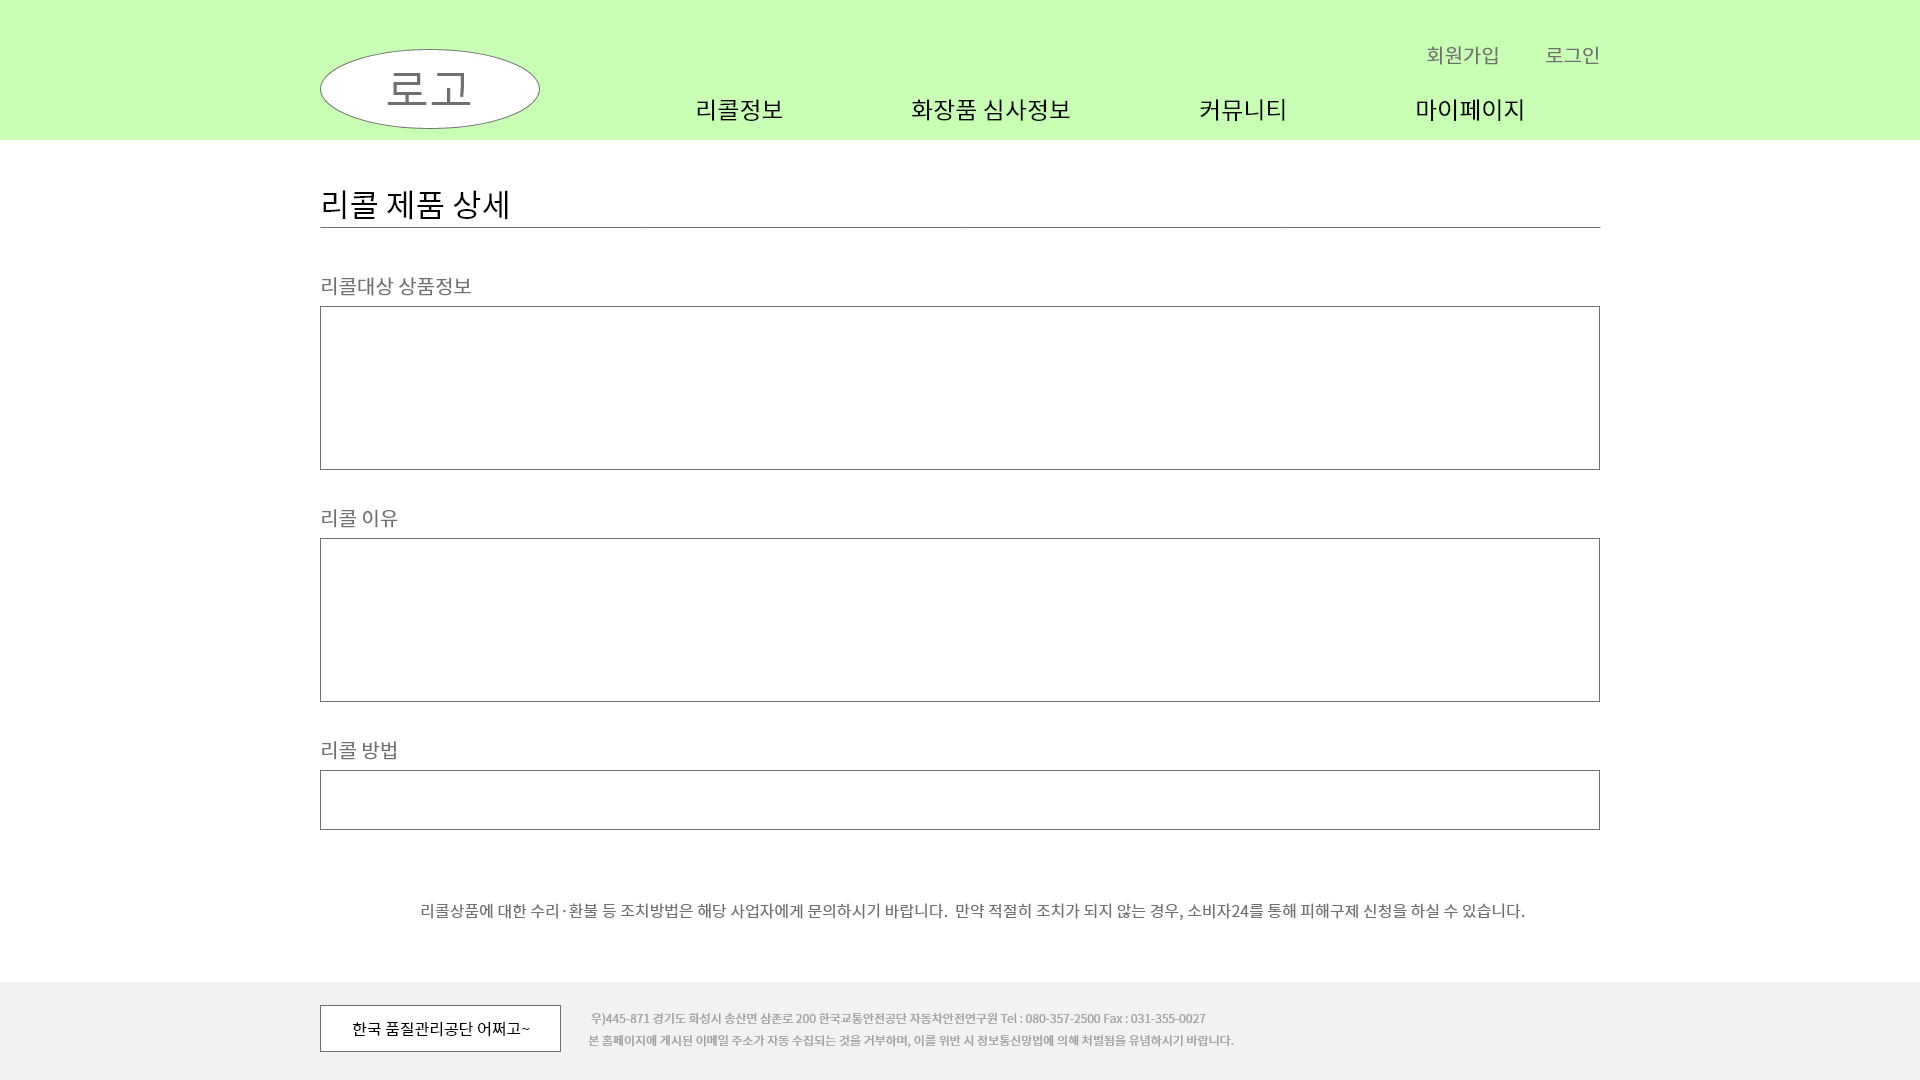 회원가입 로그인
로고
리콜정보 화장품 심사정보 커뮤니티 마이페이지
리콜 제품 상세
리콜대상 상품정보
리콜 이유
리콜 방법
리콜상품에 대한 수리·환불 등 조치방법은 해당 사업자에게 문의하시기 바랍니다. 만약 적절히 조치가 되지 않는 경우, 소비자24를 통해 피해구제 신청을 하실 수 있습니다.
한국 품질관리공단 어쩌고~
우)445-871 경기도 화성시 송산면 삼존로 200 한국교통안전공단 자동차안전연구원 Tel : 080-357-2500 Fax : 031-355-0027
본 홈페이지에 게시된 이메일 주소가 자동 수집되는 것을 거부하며, 이를 위반 시 정보통신망법에 의해 처벌됨을 유념하시기 바랍니다.